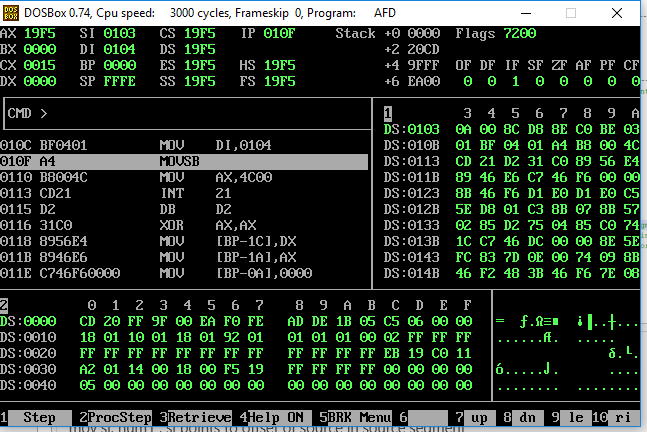 DOSBox 0.74, Cpu speed: 3000 cycles, Frameskip 0, Program: AFD
AX 19F5 SI 0103 CS 19F5 IP 010F Stack +0 0000 Flags 7200
BX 0000 DI 0104 DS 19F5 +2 20CD
CX 0015 BP 0000 ES 19F5 HS 19F5 +4 9FFF OF DF IF SF ZF AF PF CF
DX 0000 SP FFFE SS 19F5 FS 19F5 +6 EA00 0 0 1 0 0 0 0 0
CMD >
1 3 4 5 6 7 8 9 A
DS:0103 0A 00 8C D8 8E C0 BE 03
010C BF0401 MOV DI,0104 DS:010B 01 BF 04 01 A4 B8 00 4C
010F A4 MOVSB DS:0113 CD 21 D2 31 C0 89 56 E4
0110 B8004C MOV AX,4C00 DS:011B 89 46 E6 C7 46 F6 00 00
0113 CD21 INT 21 DS:0123 8B 46 F6 D1 E0 D1 E0 C5
0115 D2 DB D2 DS:012B 5E D8 01 C3 8B 07 8B 57
0116 31C0 XOR AX,AX DS:0133 02 85 D2 75 04 85 C0 74
0118 8956E4 MOV [BP-1C],DX DS:013B 1C C7 46 DC 00 00 8E 5E
011B 8946E6 MOV [BP-1A],AX DS:0143 FC 83 7D 0E 00 74 09 8B
011E C746F60000 MOV [BP-0A],0000 DS:014B 46 F2 48 3B 46 F6 7E 08
2 0 1 2 3 4 5 6 7 8 9 A B C D E F
DS:0000 CD 20 FF 9F 00 EA F0 FE AD DE 1B 05 C5 06 00 00 = ƒ.Ω≡■ ¡▐..┼...
DS:0010 18 01 10 01 18 01 92 01 01 01 01 00 02 FF FF FF ......Æ. .....
DS:0020 FF FF FF FF FF FF FF FF FF FF FF FF EB 19 C0 11 δ.└.
DS:0030 A2 01 14 00 18 00 F5 19 FF FF FF FF 00 00 00 00 ó.....⌡. ....
DS:0040 05 00 00 00 00 00 00 00 00 00 00 00 00 00 00 00 ........ ........
1 Step 2ProcStep 3Retrieve 4Help ON 5BRK Menu 6 7 up 8 dn 9 le 10 ri